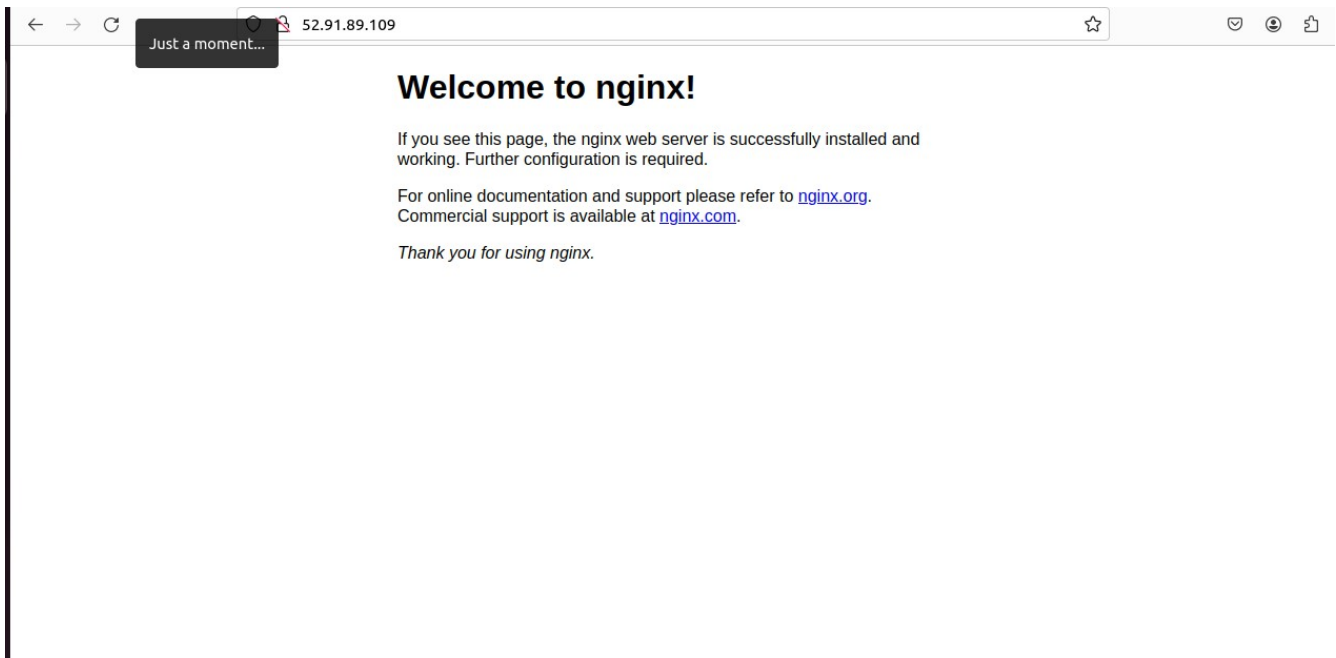 52.91.89.109
Just a moment...
Welcome to nginx!
If you see this page, the nginx web server is successfully installed and
working. Further configuration is required.
For online documentation and support please refer to nginx.org.
Commercial support is available at nginx.com.
Thank you for using nginx.